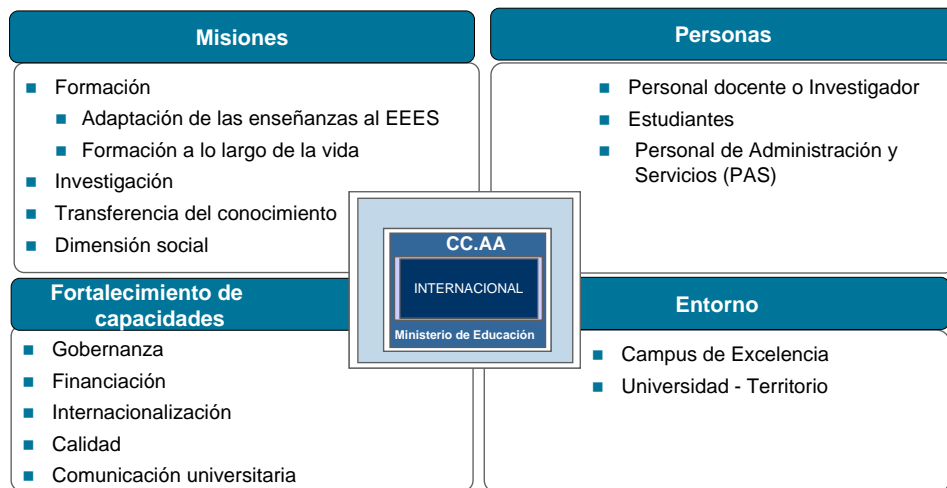 Misiones
Formación
Adaptación de las enseñanzas al EEES
Formación a lo largo de la vida
Investigación
Transferencia del conocimiento
Dimensión social
Personas
Personal docente o Investigador
Estudiantes
Personal de Administración y
Servicios (PAS)
CC.AA
INTERNACIONAL
Ministerio de Educación
Fortalecimiento de
capacidades
Gobernanza
Financiación
Internacionalización
Calidad
Comunicación universitaria
Entorno
Campus de Excelencia
Universidad - Territorio